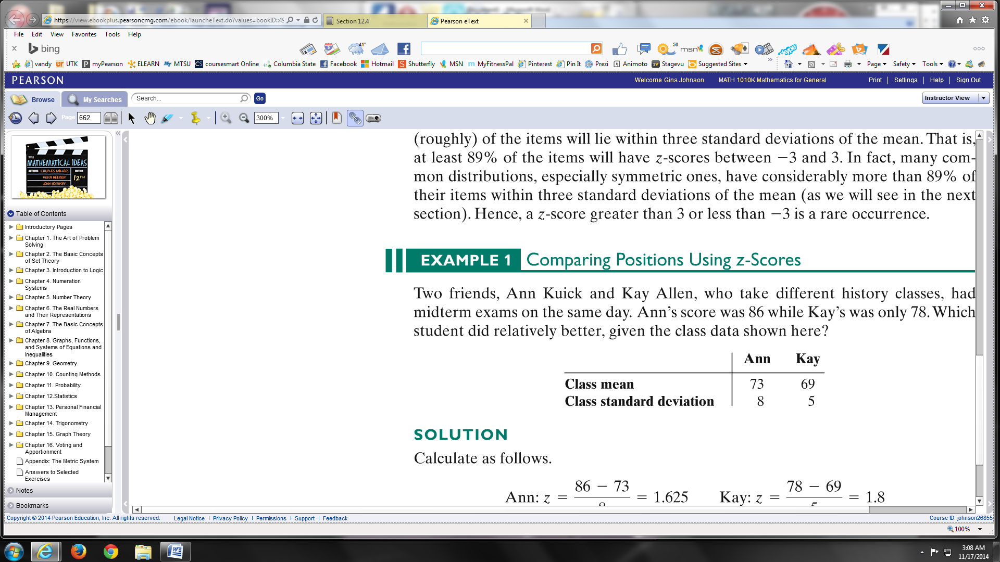 https://view.ebookplus.pearsoncmg.com/ebook/launcheText.do?values=bookID::49
Section 12.4
Pearson eText
File Edit View Favorites Tools Help
bing
41°
50
msn
skype
vandy UTK myPearson ELEARN MTSU coursesmart Online Columbia State Facebook Hotmail Shutterfly MSN MyFitnessPal Pinterest Pin It Prezi Animoto Stagevu Suggested Sites
Page Safety Tools
PEARSON
Welcome Gina Johnson MATH 1010K Mathematics for General Print Settings Help Sign Out
Browse My Searches Search... Go
Instructor View
Page 662 300%
TITLE
MATHEMATICAL IDEAS
AUTHORS CHARLES MILLER EDITION
VERN HEEREN 12TH
JOHN HORNSBY
Table of Contents
Introductory Pages
Chapter 1. The Art of Problem
Solving
Chapter 2. The Basic Concepts
of Set Theory
Chapter 3. Introduction to Logic
Chapter 4. Numeration
Systems
Chapter 5. Number Theory
Chapter 6. The Real Numbers
and Their Representations
Chapter 7. The Basic Concepts
of Algebra
Chapter 8. Graphs, Functions,
and Systems of Equations and
Inequalities
Chapter 9. Geometry
Chapter 10. Counting Methods
Chapter 11. Probability
Chapter 12.Statistics
Chapter 13. Personal Financial
Management
Chapter 14. Trigonometry
Chapter 15. Graph Theory
Chapter 16. Voting and
Apportionment
Appendix: The Metric System
Answers to Selected
Exercises
Notes
Bookmarks
(roughly) of the items will lie within three standard deviations of the mean. That is,
at least 89% of the items will have z-scores between −3 and 3. In fact, many com-
mon distributions, especially symmetric ones, have considerably more than 89% of
their items within three standard deviations of the mean (as we will see in the next
section). Hence, a z-score greater than 3 or less than −3 is a rare occurrence.
EXAMPLE 1 Comparing Positions Using z-Scores
Two friends, Ann Kuick and Kay Allen, who take different history classes, had
midterm exams on the same day. Ann's score was 86 while Kay's was only 78. Which
student did relatively better, given the class data shown here?
Ann Kay
Class mean 73 69
Class standard deviation 8 5
SOLUTION
Calculate as follows.
86 − 73 78 − 69
Ann: z = = 1.625 Kay: z = = 1.8
Copyright © 2014 Pearson Education, Inc. All rights reserved. Legal Notice | Privacy Policy | Permissions | Support | Feedback
Course ID: johnson26855
100%
3:08 AM
11/17/2014